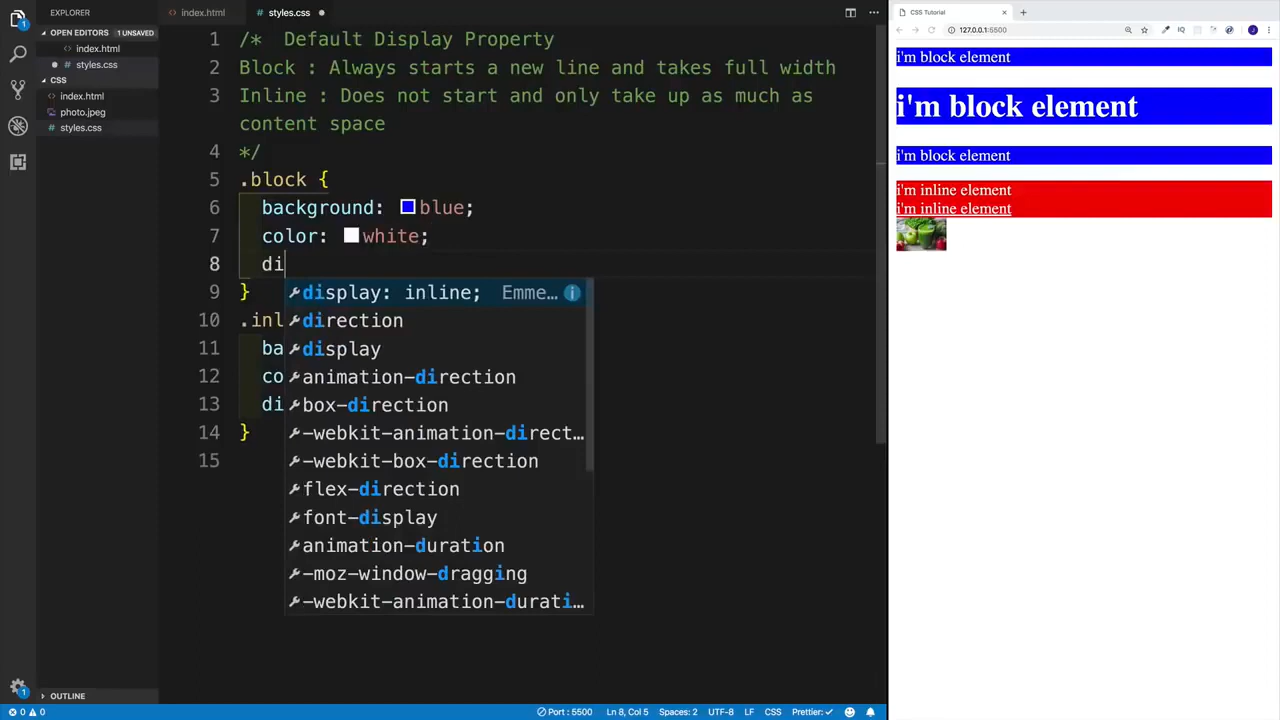 EXPLORER
OPEN EDITORS 1 UNSAVED
index.html
styles.css
CSS
index.html
photo.jpeg
styles.css
OUTLINE
index.html
styles.css
1 /* Default Display Property
2 Block : Always starts a new line and takes full width
3 Inline : Does not start and only take up as much as
content space
4 */
5 .block {
6 background: blue;
7 color: white;
8 di
9 }
10 .inl
11 ba
12 co
13 di
14 }
15
display: inline; Emme…
direction
display
animation-direction
box-direction
-webkit-animation-direct…
-webkit-box-direction
flex-direction
font-display
animation-duration
-moz-window-dragging
-webkit-animation-durati…
0 0 Port : 5500 Ln 8, Col 5 Spaces: 2 UTF-8 LF CSS Prettier: ✓
1
1
CSS Tutorial
127.0.0.1:5500
IQ
J
i'm block element
i'm block element
i'm block element
i'm inline element
i'm inline element